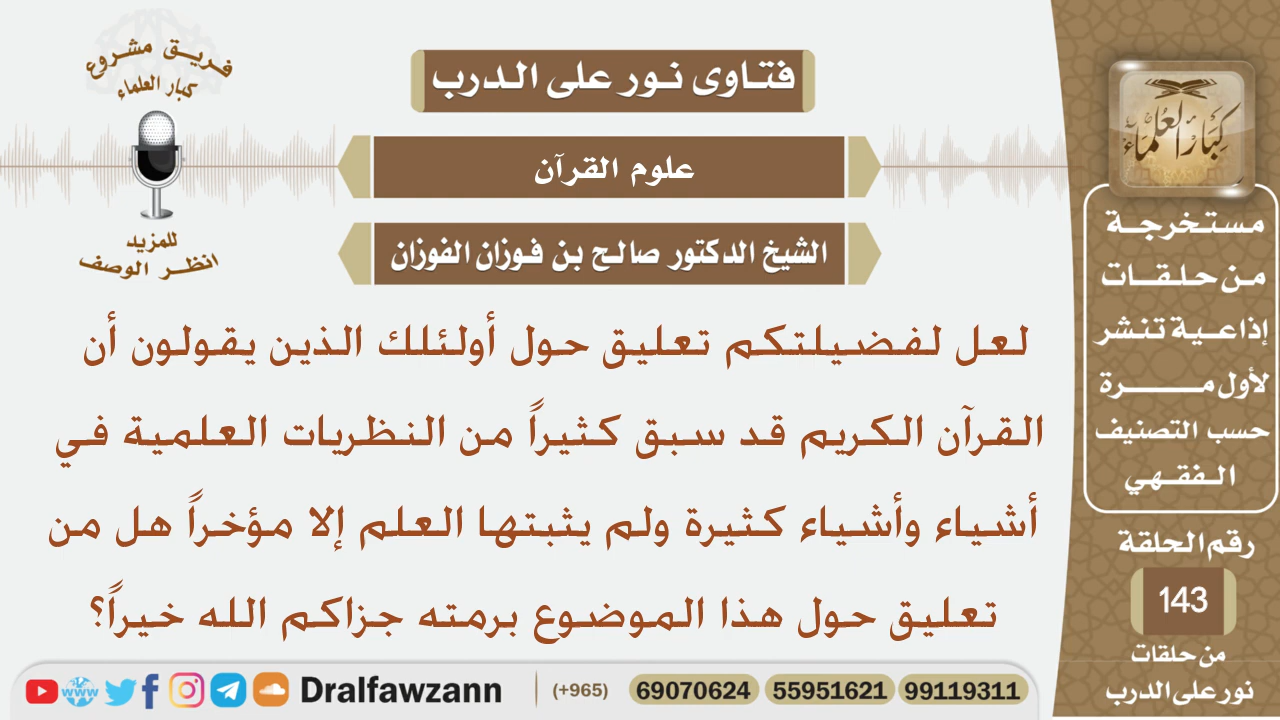 فريق مشروع
كبار العلماء
للمزيد
انظر الوصف
فتاوى نور على الدرب
علوم القرآن
الشيخ الدكتور صالح بن فوزان الفوزان
لعل لفضيلتكم تعليق حول أولئلك الذين يقولون أن
القرآن الكريم قد سبق كثيراً من النظريات العلمية في
أشياء وأشياء كثيرة ولم يثبتها العلم إلا مؤخراً هل من
تعليق حول هذا الموضوع برمته جزاكم الله خيراً؟
كبار العلماء
مستخرجة
من حلقات
إذاعية تنشر
لأول مرة
حسب التصنيف
الفقهي
رقم الحلقة
143
من حلقات
نور على الدرب
www
Dralfawzann
(+965) 69070624 55951621 99119311